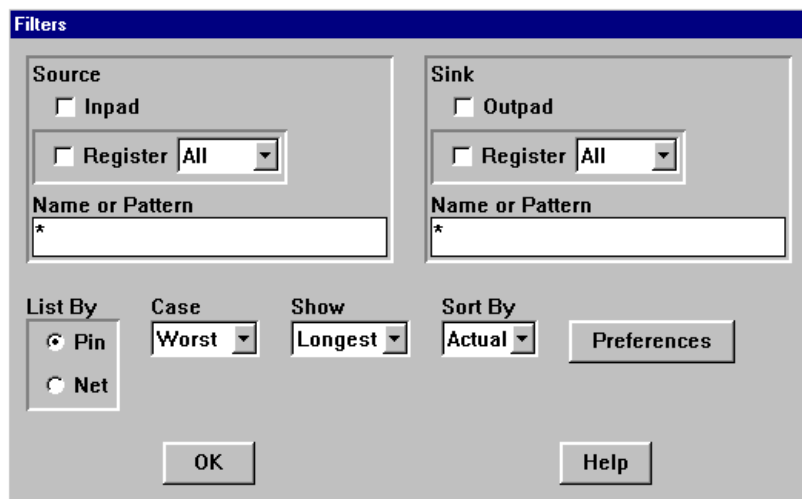 Filters
Source
Inpad
Register All
Name or Pattern
*
Sink
Outpad
Register All
Name or Pattern
*
List By
Pin
Net
Case
Worst
Show
Longest
Sort By
Actual
Preferences
OK
Help